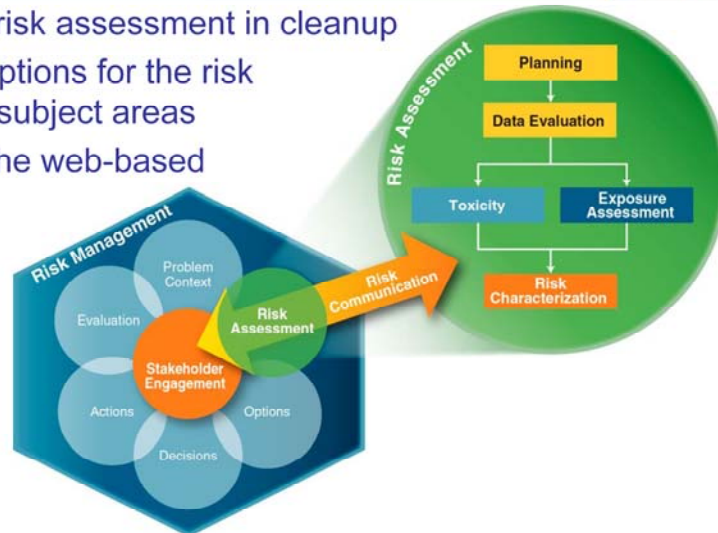 risk assessment in cleanup
ptions for the risk
subject areas
he web-based
Risk Assessment
Planning
Data Evaluation
Toxicity
Exposure
Assessment
Risk
Characterization
Risk Management
Problem
Context
Evaluation
Risk
Assessment
Risk
Communication
Stakeholder
Engagement
Actions
Options
Decisions